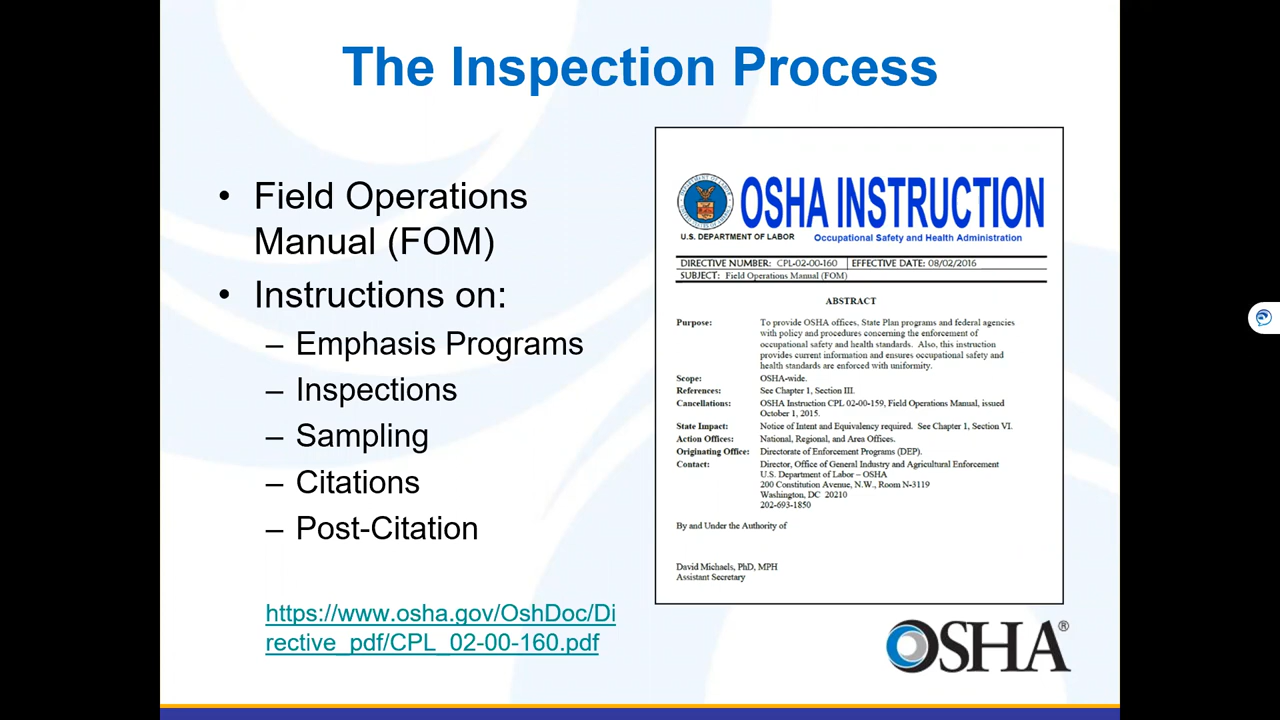 The Inspection Process
• Field Operations
Manual (FOM)
• Instructions on:
– Emphasis Programs
– Inspections
– Sampling
– Citations
– Post-Citation
https://www.osha.gov/OshDoc/Di
rective_pdf/CPL_02-00-160.pdf
OSHA INSTRUCTION
U.S. DEPARTMENT OF LABOR Occupational Safety and Health Administration
DIRECTIVE NUMBER: CPL-02-00-160 EFFECTIVE DATE: 08/02/2016
SUBJECT: Field Operations Manual (FOM)
ABSTRACT
Purpose: To provide OSHA offices, State Plan programs and federal agencies
with policy and procedures concerning the enforcement of
occupational safety and health standards. Also, this instruction
provides current information and ensures occupational safety and
health standards are enforced with uniformity.
Scope: OSHA-wide.
References: See Chapter 1, Section III.
Cancellations: OSHA Instruction CPL 02-00-159, Field Operations Manual, issued
October 1, 2015.
State Impact: Notice of Intent and Equivalency required. See Chapter 1, Section VI.
Action Offices: National, Regional, and Area Offices.
Originating Office: Directorate of Enforcement Programs (DEP).
Contact: Director, Office of General Industry and Agricultural Enforcement
U.S. Department of Labor – OSHA
200 Constitution Avenue, N.W., Room N-3119
Washington, DC 20210
202-693-1850
By and Under the Authority of
David Michaels, PhD, MPH
Assistant Secretary
OSHA®